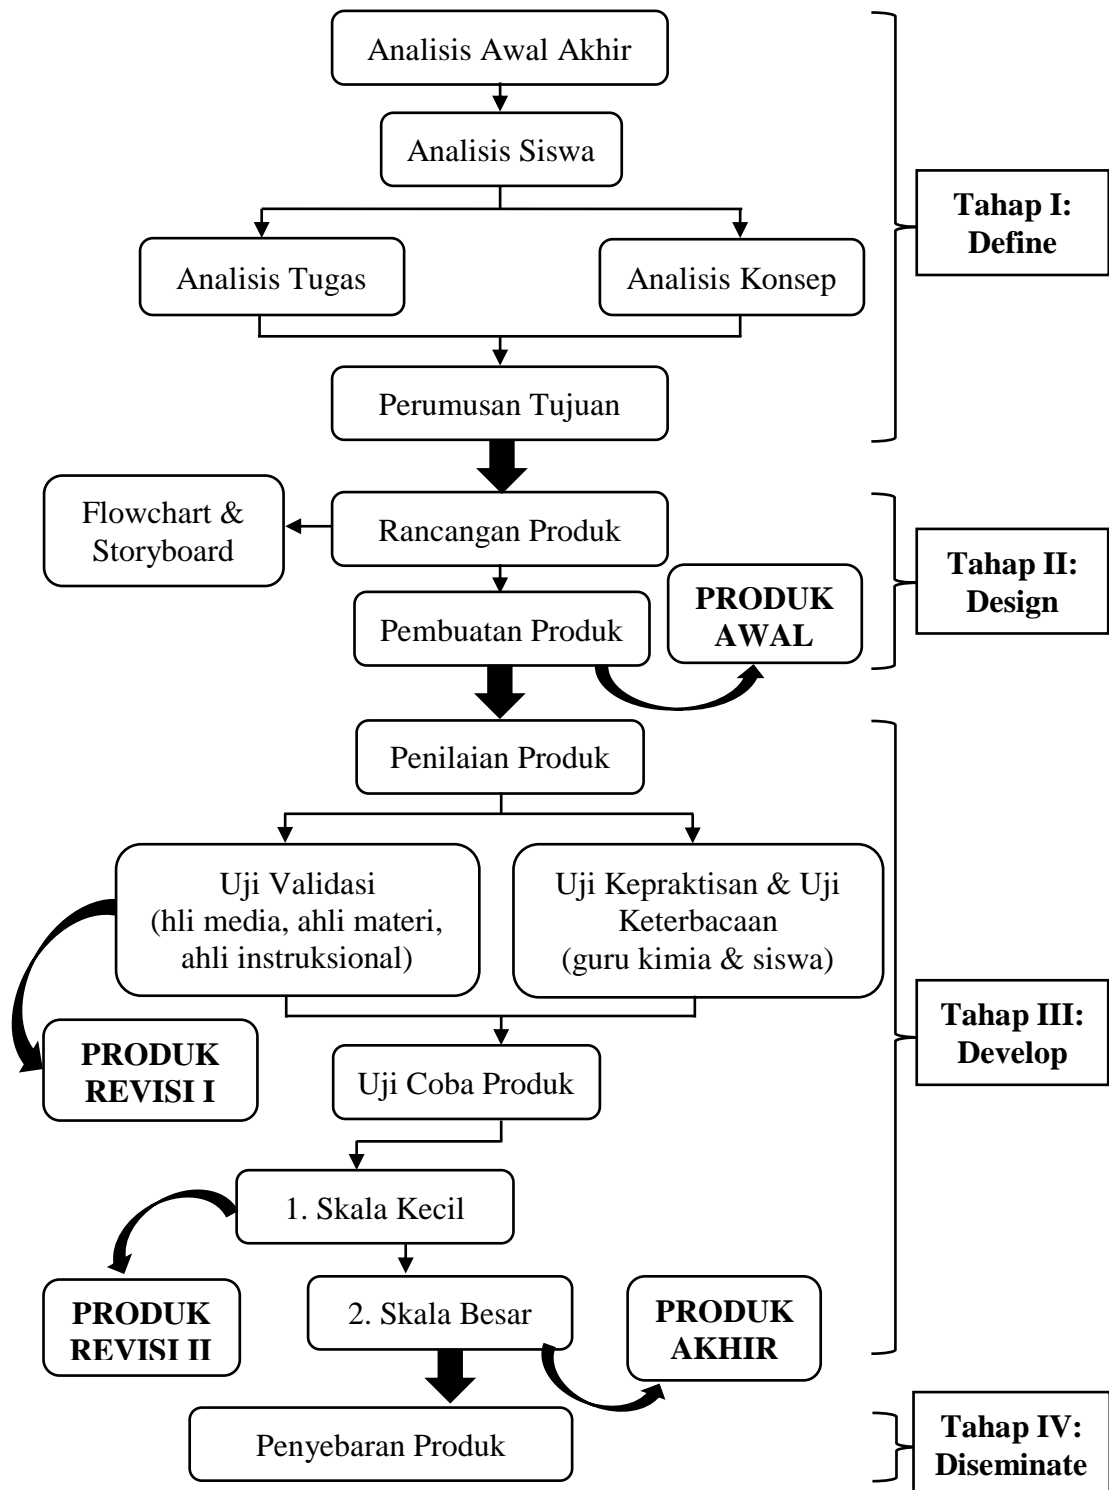 Analisis Awal Akhir
Analisis Siswa
Tahap I:
Define
Analisis Tugas
Analisis Konsep
Perumusan Tujuan
Flowchart &
Storyboard
Rancangan Produk
Tahap II:
Design
PRODUK
AWAL
Pembuatan Produk
Penilaian Produk
Uji Validasi
(hli media, ahli materi,
ahli instruksional)
Uji Kepraktisan & Uji
Keterbacaan
(guru kimia & siswa)
Tahap III:
Develop
PRODUK
REVISI I
Uji Coba Produk
1. Skala Kecil
PRODUK
REVISI II
2. Skala Besar
PRODUK
AKHIR
Penyebaran Produk
Tahap IV:
Diseminate